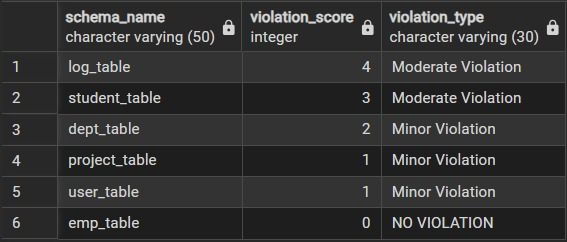 schema_name violation_score violation_type
character varying (50) integer character varying (30)
1 log_table 4 Moderate Violation
2 student_table 3 Moderate Violation
3 dept_table 2 Minor Violation
4 project_table 1 Minor Violation
5 user_table 1 Minor Violation
6 emp_table 0 NO VIOLATION